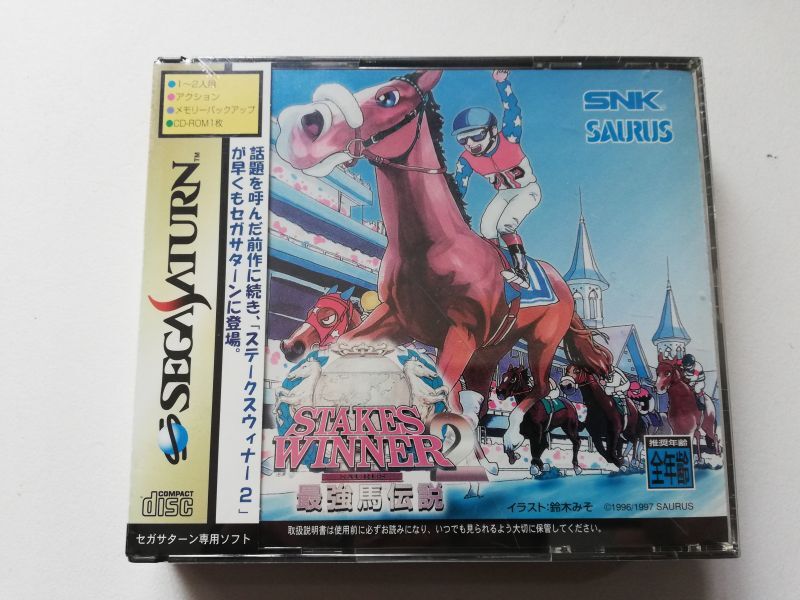 1〜2人用
アクション
メモリーバックアップ
CD-ROM1枚
SEGA SATURN™
話題を呼んだ前作に続き、「ステークスウィナー2」
が早くもセガサターンに登場。
COMPACT
disc
セガサターン専用ソフト
SNK
SAURUS
STAKES
WINNER 2
SAURUS
最強馬伝説
推奨年齢
全年齢
イラスト:鈴木みそ ©1996/1997 SAURUS
取扱説明書は使用前に必ずお読みになり、いつでも見られるよう大切に保管してください。